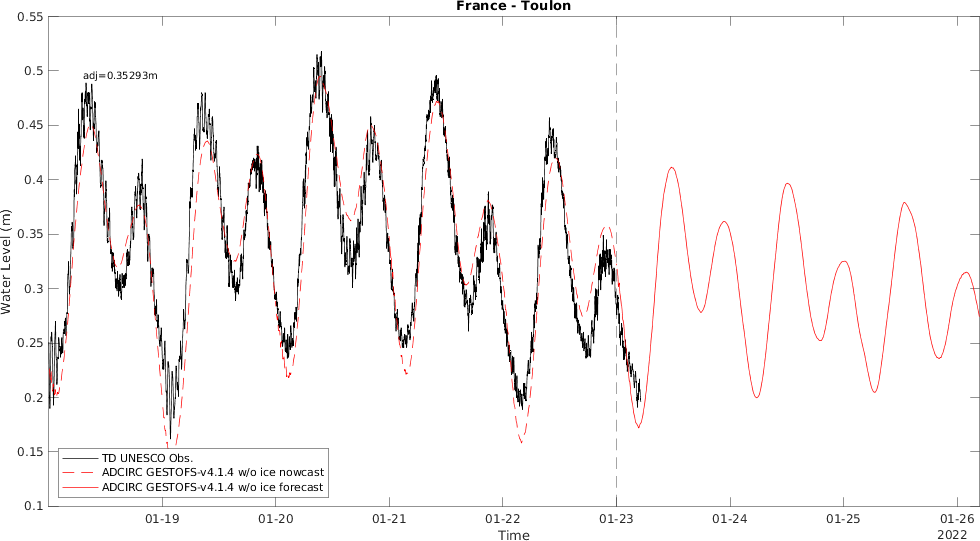 France - Toulon
adj=0.35293m
0.55
0.5
0.45
0.4
0.35
0.3
0.25
0.2
0.15
0.1
Water Level (m)
TD UNESCO Obs.
ADCIRC GESTOFS-v4.1.4 w/o ice nowcast
ADCIRC GESTOFS-v4.1.4 w/o ice forecast
01-19 01-20 01-21 01-22 01-23 01-24 01-25 01-26
Time
2022